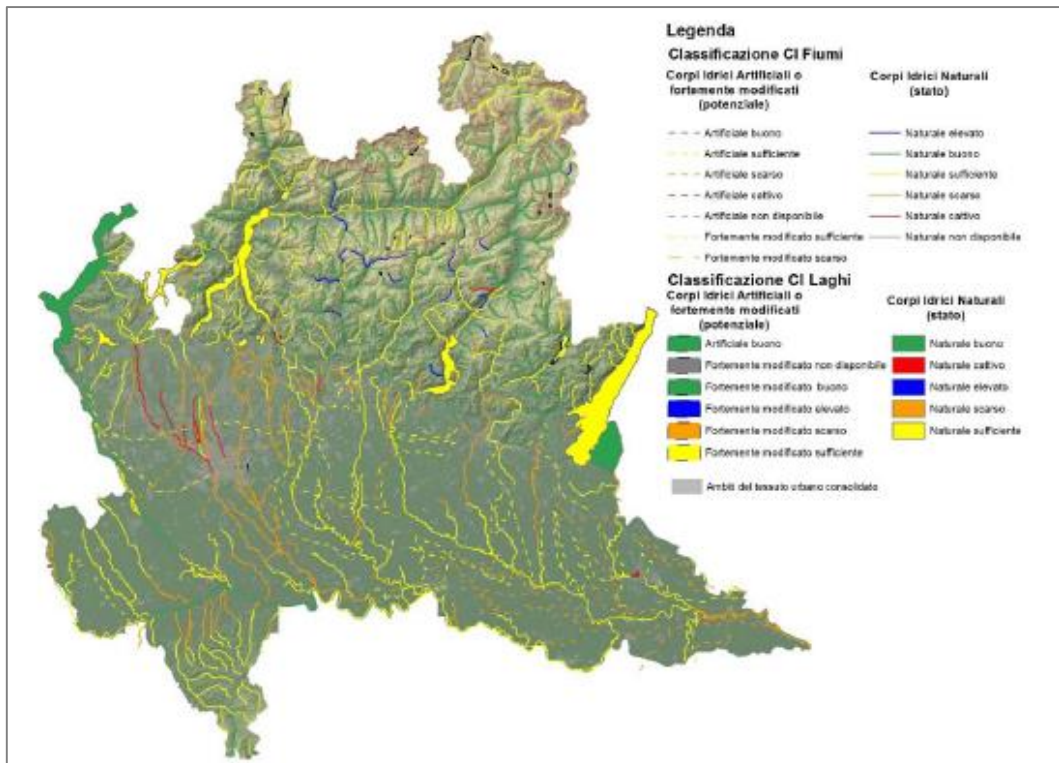 Legenda
Classificazione CI Fiumi
Corpi Idrici Artificiali o
fortemente modificati
(potenziale)
Artificiale buono
Artificiale sufficiente
Artificiale scarso
Artificiale cattivo
Artificiale non disponibile
Fortemente modificato sufficiente
Fortemente modificato scarso
Corpi Idrici Naturali
(stato)
Naturale elevato
Naturale buono
Naturale sufficiente
Naturale scarso
Naturale cattivo
Naturale non disponibile
Classificazione CI Laghi
Corpi Idrici Artificiali o
fortemente modificati
(potenziale)
Artificiale buono
Fortemente modificato non disponibile
Fortemente modificato buono
Fortemente modificato elevato
Fortemente modificato scarso
Fortemente modificato sufficiente
Ambiti del tessuto urbano consolidato
Corpi Idrici Naturali
(stato)
Naturale buono
Naturale cattivo
Naturale elevato
Naturale scarso
Naturale sufficiente